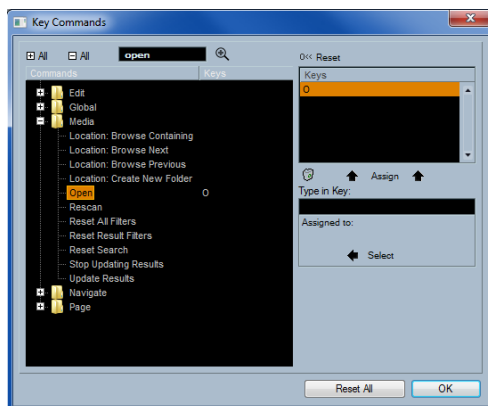 Key Commands
All All open
Commands Keys
Edit
Global
Media
Location: Browse Containing
Location: Browse Next
Location: Browse Previous
Location: Create New Folder
Open O
Rescan
Reset All Filters
Reset Result Filters
Reset Search
Stop Updating Results
Update Results
Navigate
Page
0<< Reset
Keys
O
Assign
Type in Key:
Assigned to:
Select
Reset All OK